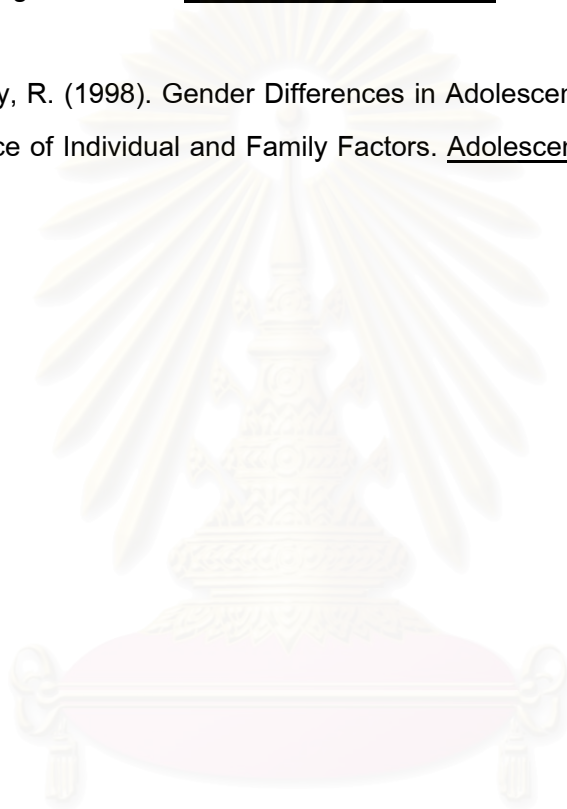 y, R. (1998). Gender Differences in Adolescen
ce of Individual and Family Factors. Adolescen